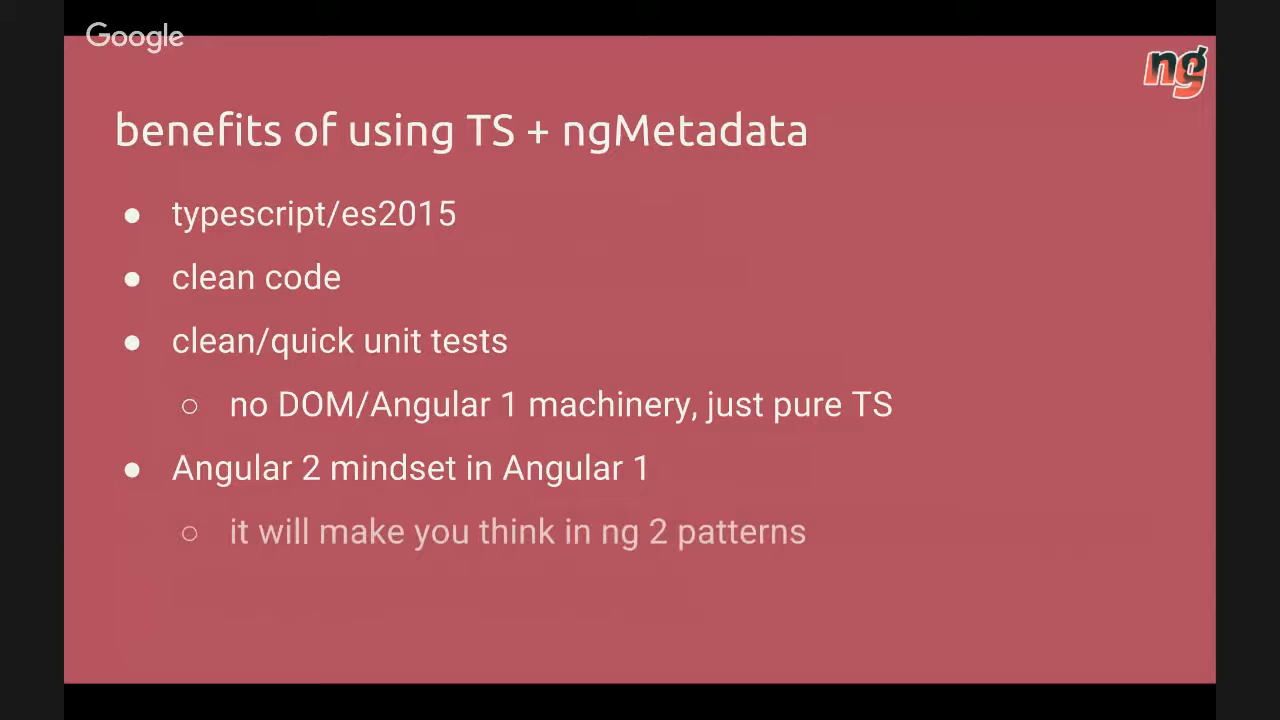 Google
ng
benefits of using TS + ngMetadata
● typescript/es2015
● clean code
● clean/quick unit tests
○ no DOM/Angular 1 machinery, just pure TS
● Angular 2 mindset in Angular 1
○ it will make you think in ng 2 patterns